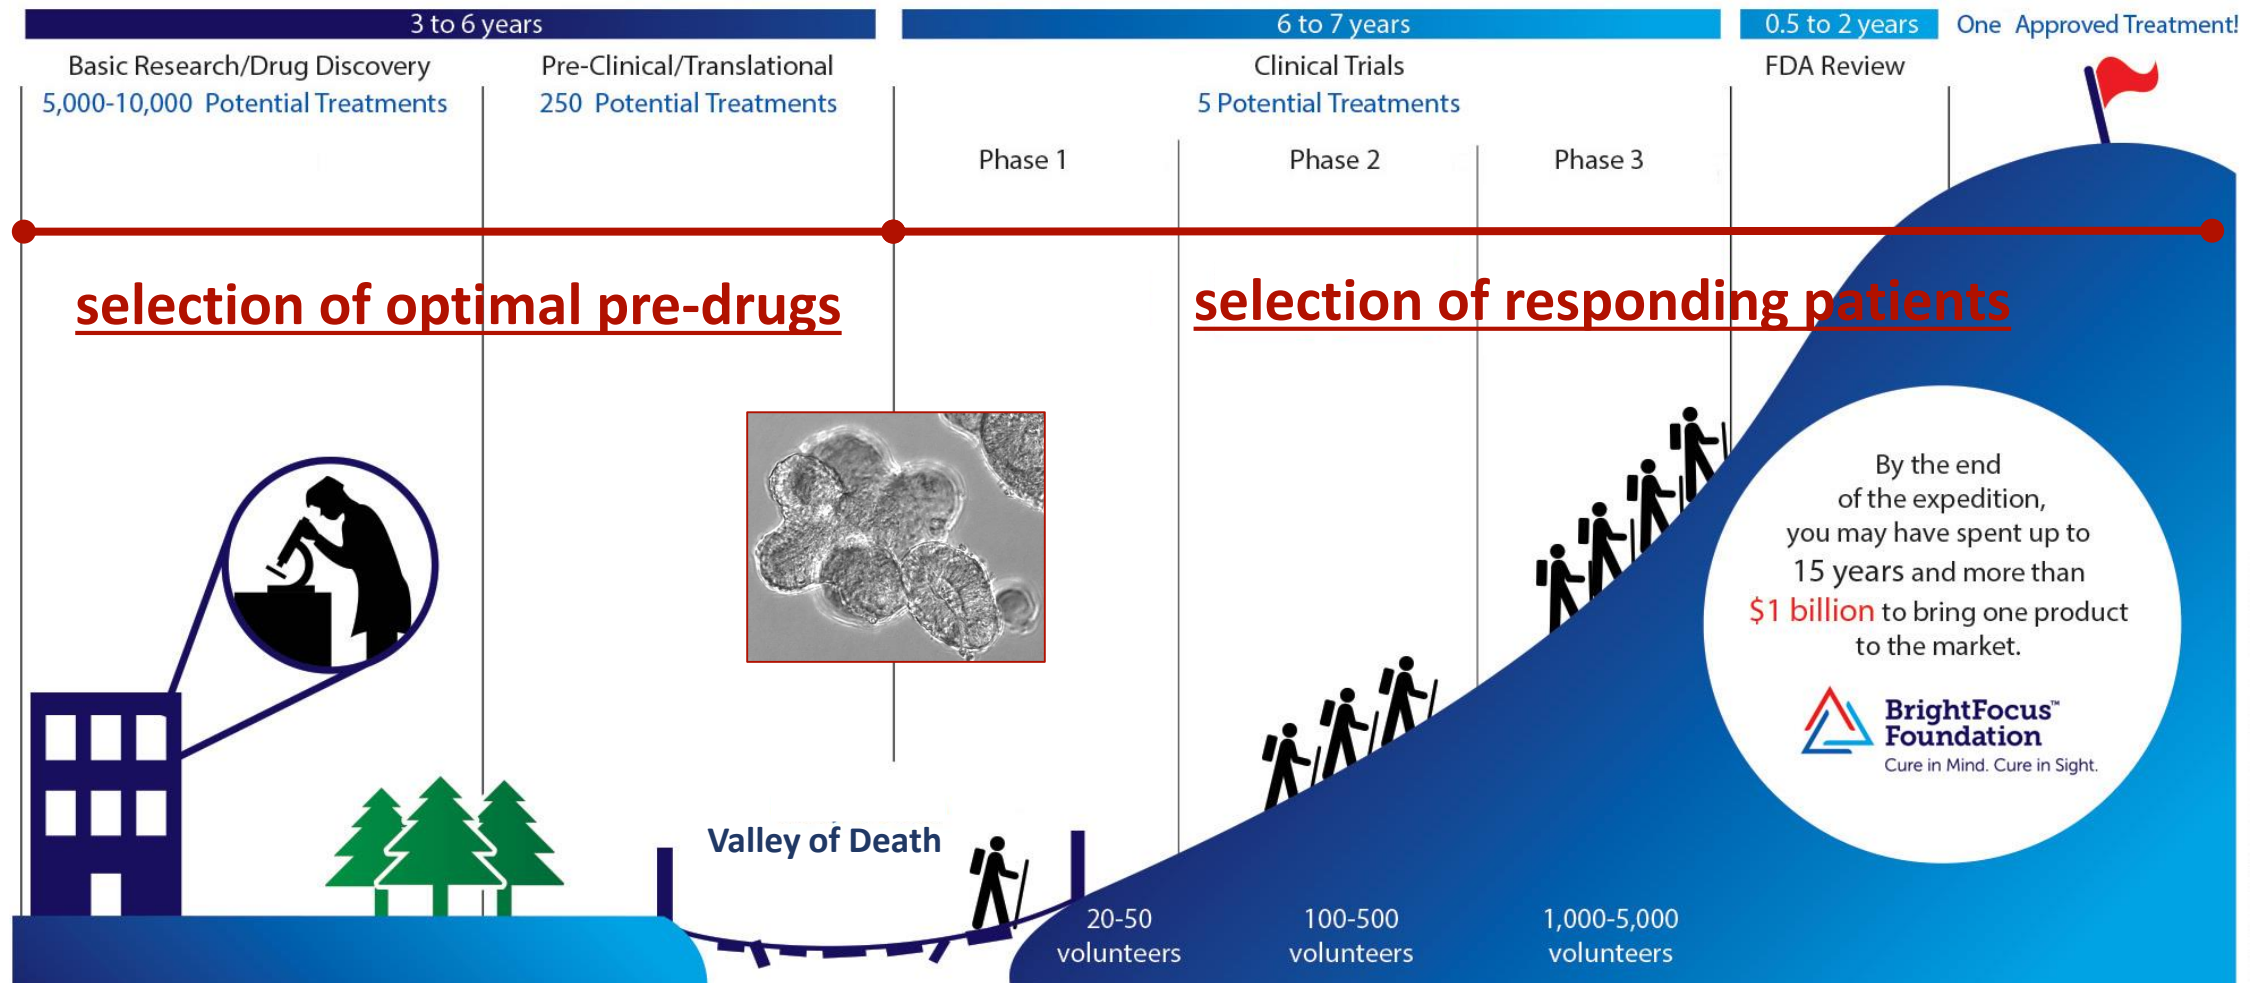 3 to 6 years
6 to 7 years
0.5 to 2 years
One Approved Treatment!
Basic Research/Drug Discovery
5,000-10,000 Potential Treatments
Pre-Clinical/Translational
250 Potential Treatments
Clinical Trials
5 Potential Treatments
FDA Review
Phase 1
Phase 2
Phase 3
selection of optimal pre-drugs
selection of responding patients
By the end
of the expedition,
you may have spent up to
15 years and more than
$1 billion to bring one product
to the market.
BrightFocus™
Foundation
Cure in Mind. Cure in Sight.
Valley of Death
20-50
volunteers
100-500
volunteers
1,000-5,000
volunteers